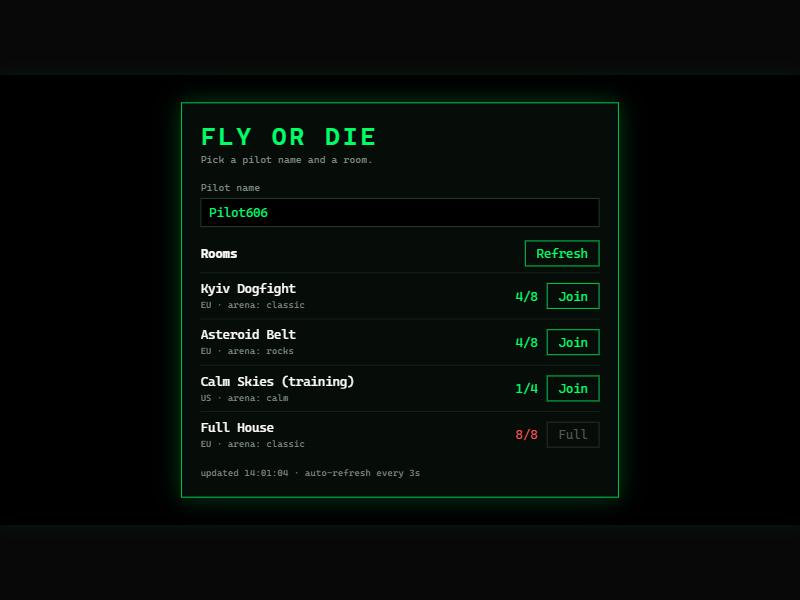 FLY OR DIE
Pick a pilot name and a room.
Pilot name
Pilot606
Rooms
Refresh
Kyiv Dogfight
EU · arena: classic
4/8
Join
Asteroid Belt
EU · arena: rocks
4/8
Join
Calm Skies (training)
US · arena: calm
1/4
Join
Full House
EU · arena: classic
8/8
Full
updated 14:01:04 · auto-refresh every 3s